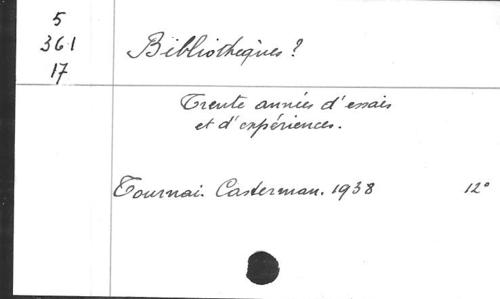 5
361
17
Bibliothèques?
Trente années d'essais
et d'expériences.
Tournai. Casterman. 1938 12°